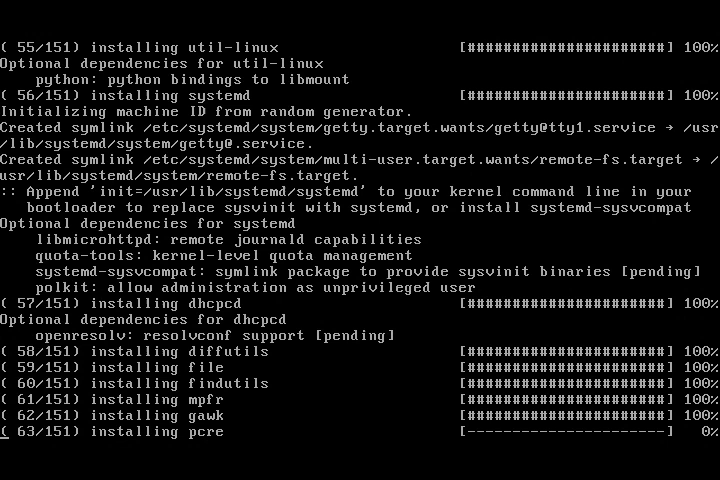 ( 55/151) installing util-linux                    [######################] 100%
Optional dependencies for util-linux
    python: python bindings to libmount
( 56/151) installing systemd                       [######################] 100%
Initializing machine ID from random generator.
Created symlink /etc/systemd/system/getty.target.wants/getty@tty1.service → /usr
/lib/systemd/system/getty@.service.
Created symlink /etc/systemd/system/multi-user.target.wants/remote-fs.target → /
usr/lib/systemd/system/remote-fs.target.
:: Append 'init=/usr/lib/systemd/systemd' to your kernel command line in your
   bootloader to replace sysvinit with systemd, or install systemd-sysvcompat
Optional dependencies for systemd
    libmicrohttpd: remote journald capabilities
    quota-tools: kernel-level quota management
    systemd-sysvcompat: symlink package to provide sysvinit binaries [pending]
    polkit: allow administration as unprivileged user
( 57/151) installing dhcpcd                        [######################] 100%
Optional dependencies for dhcpcd
    openresolv: resolvconf support [pending]
( 58/151) installing diffutils                     [######################] 100%
( 59/151) installing file                          [######################] 100%
( 60/151) installing findutils                     [######################] 100%
( 61/151) installing mpfr                          [######################] 100%
( 62/151) installing gawk                          [######################] 100%
( 63/151) installing pcre                          [----------------------]   0%